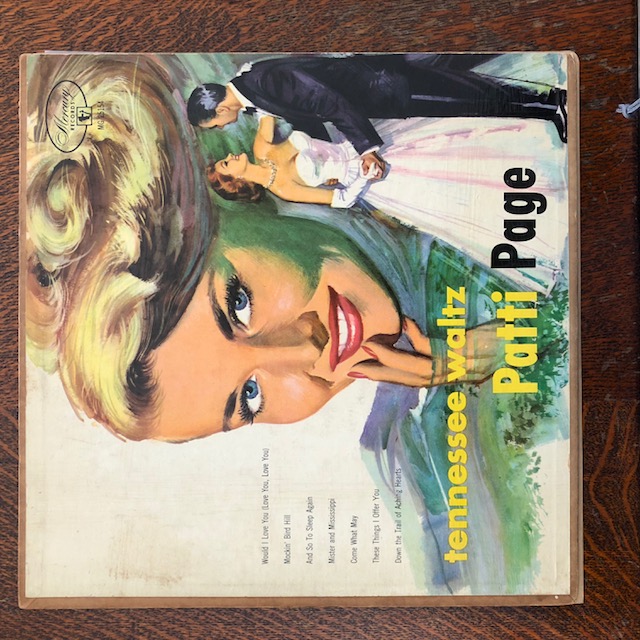 Mercury
RECORDS
Would I Love You (Love You, Love You)
Mockin' Bird Hill
And So To Sleep Again
Mister and Mississippi
Come What May
These Things I Offer You
Down the Trail of Aching Hearts
tennessee waltz
Patti Page